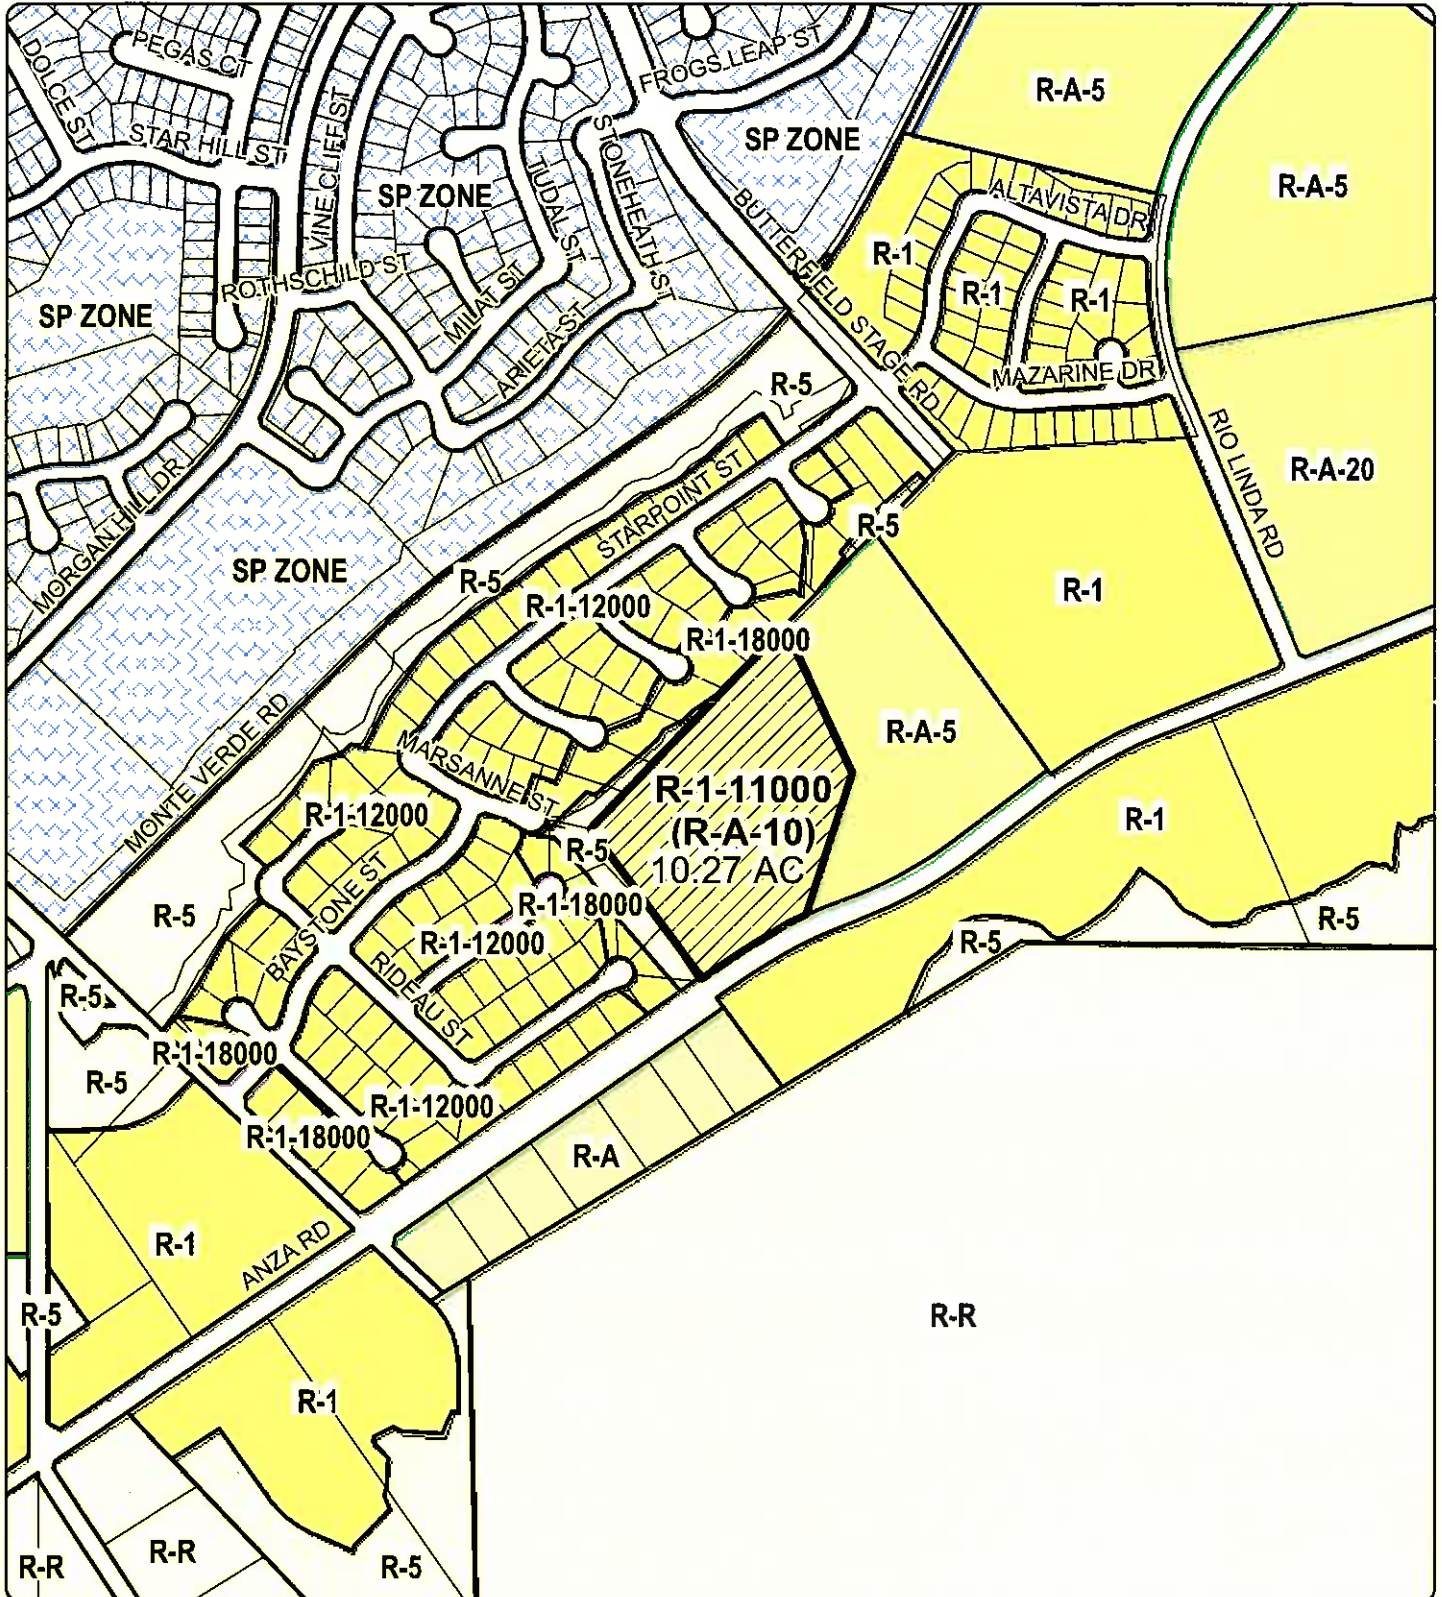 PEGAS CT
DOLCE ST
STAR HILL ST
VINE CLIFF ST
FROGS LEAP ST
STONEHEATH ST
TUDAL ST
SP ZONE
SP ZONE
R-A-5
R-A-5
ALTAVISTA DR
BUTTERFIELD STAGE RD
R-1
R-1
R-1
ROTHSCHILD ST
MILAT ST
ARIETA ST
SP ZONE
MAZARINE DR
R-5
RIO LINDA RD
R-A-20
MORGAN HILL DR
STARPOINT ST
R-5
SP ZONE
R-5
R-1-12000
R-1
R-1-18000
MONTE VERDE RD
MARSANNE ST
R-A-5
R-1-11000
(R-A-10)
10.27 AC
R-1-12000
R-1
R-5
BAYSTONE ST
R-1-18000
R-5
R-1-12000
R-5
R-5
RIDEAU ST
R-5
R-1-18000
R-5
R-1-12000
R-1-18000
R-A
R-1
ANZA RD
R-5
R-R
R-1
R-R
R-R
R-5